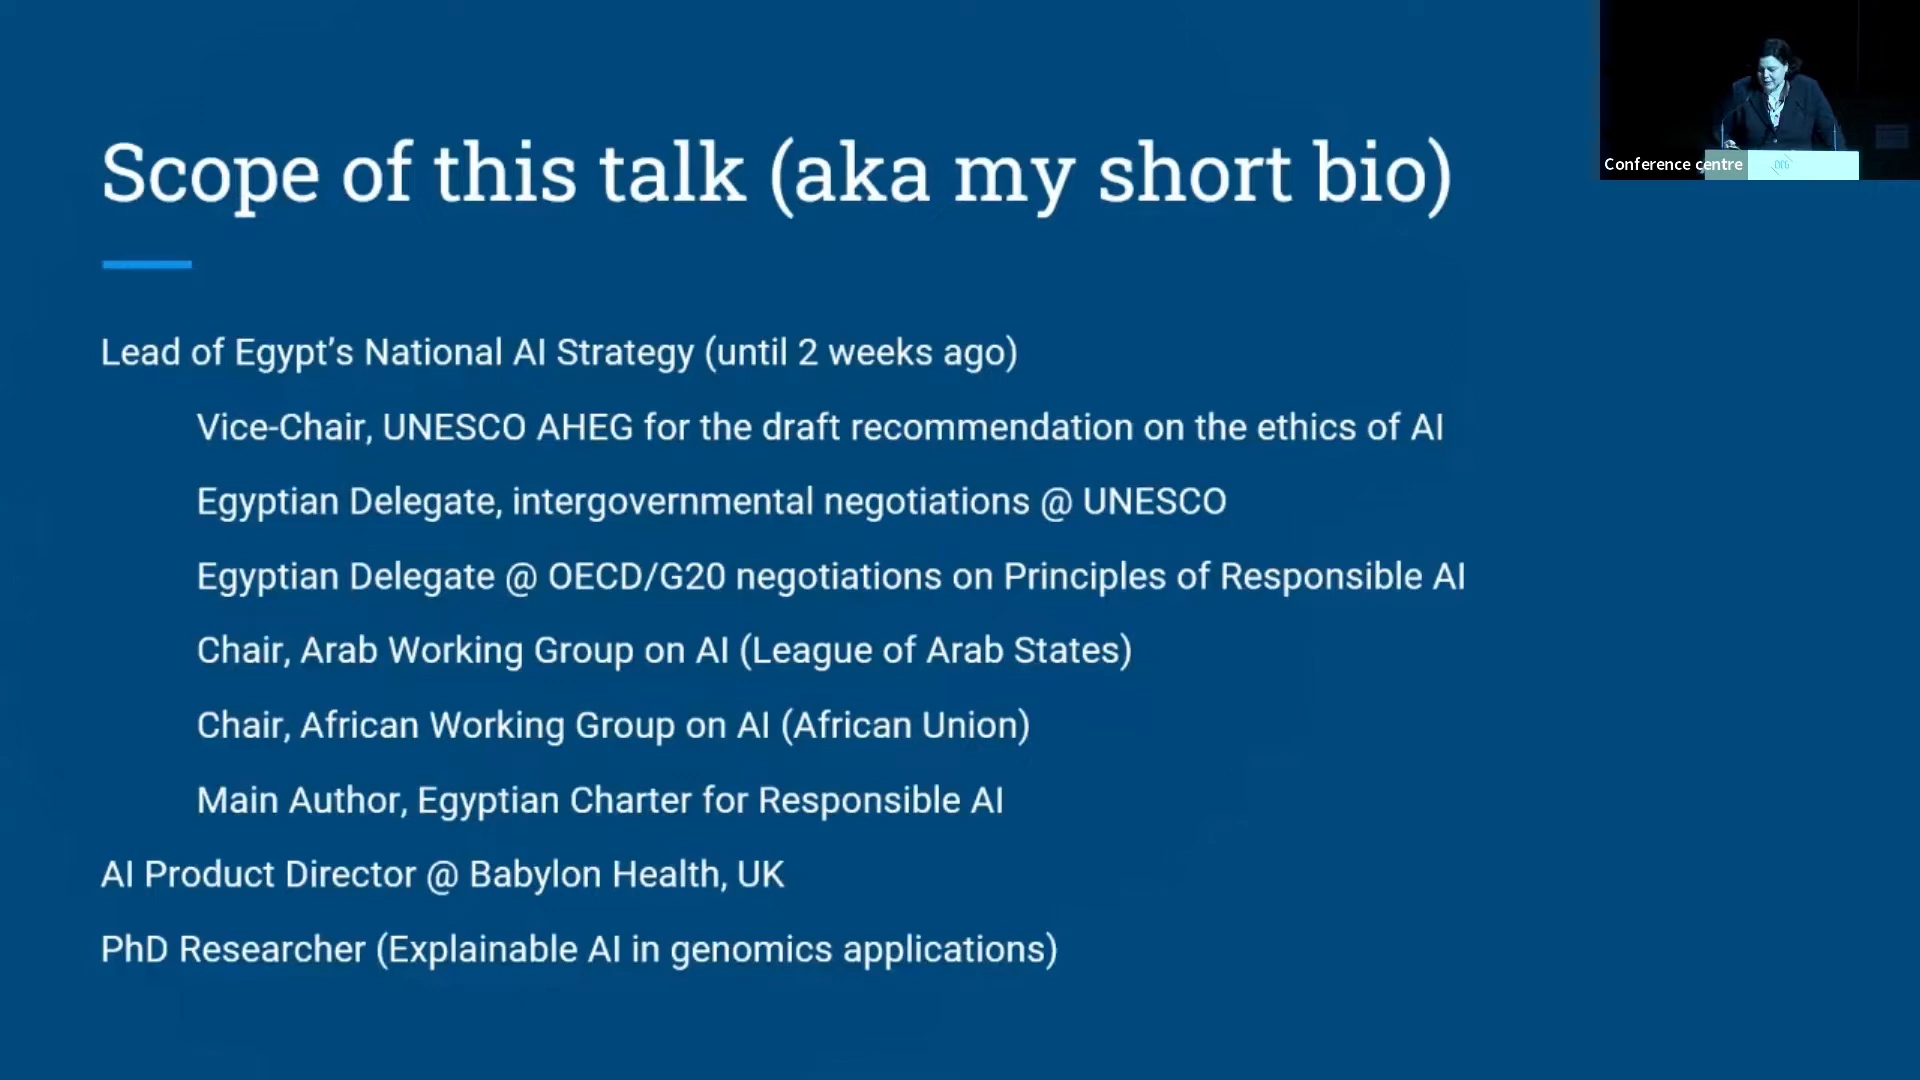 Scope of this talk (aka my short bio)
Conference centre
Lead of Egypt’s National AI Strategy (until 2 weeks ago)
Vice-Chair, UNESCO AHEG for the draft recommendation on the ethics of AI
Egyptian Delegate, intergovernmental negotiations @ UNESCO
Egyptian Delegate @ OECD/G20 negotiations on Principles of Responsible AI
Chair, Arab Working Group on AI (League of Arab States)
Chair, African Working Group on AI (African Union)
Main Author, Egyptian Charter for Responsible AI
AI Product Director @ Babylon Health, UK
PhD Researcher (Explainable AI in genomics applications)